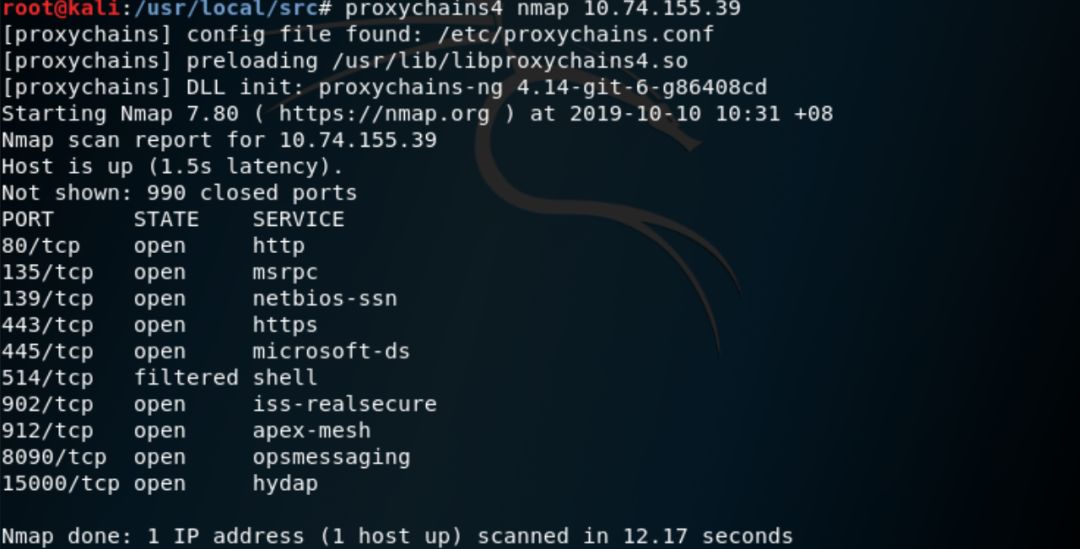 root@kali:/usr/local/src# proxychains4 nmap 10.74.155.39
[proxychains] config file found: /etc/proxychains.conf
[proxychains] preloading /usr/lib/libproxychains4.so
[proxychains] DLL init: proxychains-ng 4.14-git-6-g86408cd
Starting Nmap 7.80 ( https://nmap.org ) at 2019-10-10 10:31 +08
Nmap scan report for 10.74.155.39
Host is up (1.5s latency).
Not shown: 990 closed ports
PORT      STATE    SERVICE
80/tcp    open     http
135/tcp   open     msrpc
139/tcp   open     netbios-ssn
443/tcp   open     https
445/tcp   open     microsoft-ds
514/tcp   filtered shell
902/tcp   open     iss-realsecure
912/tcp   open     apex-mesh
8090/tcp  open     opsmessaging
15000/tcp open     hydap
Nmap done: 1 IP address (1 host up) scanned in 12.17 seconds